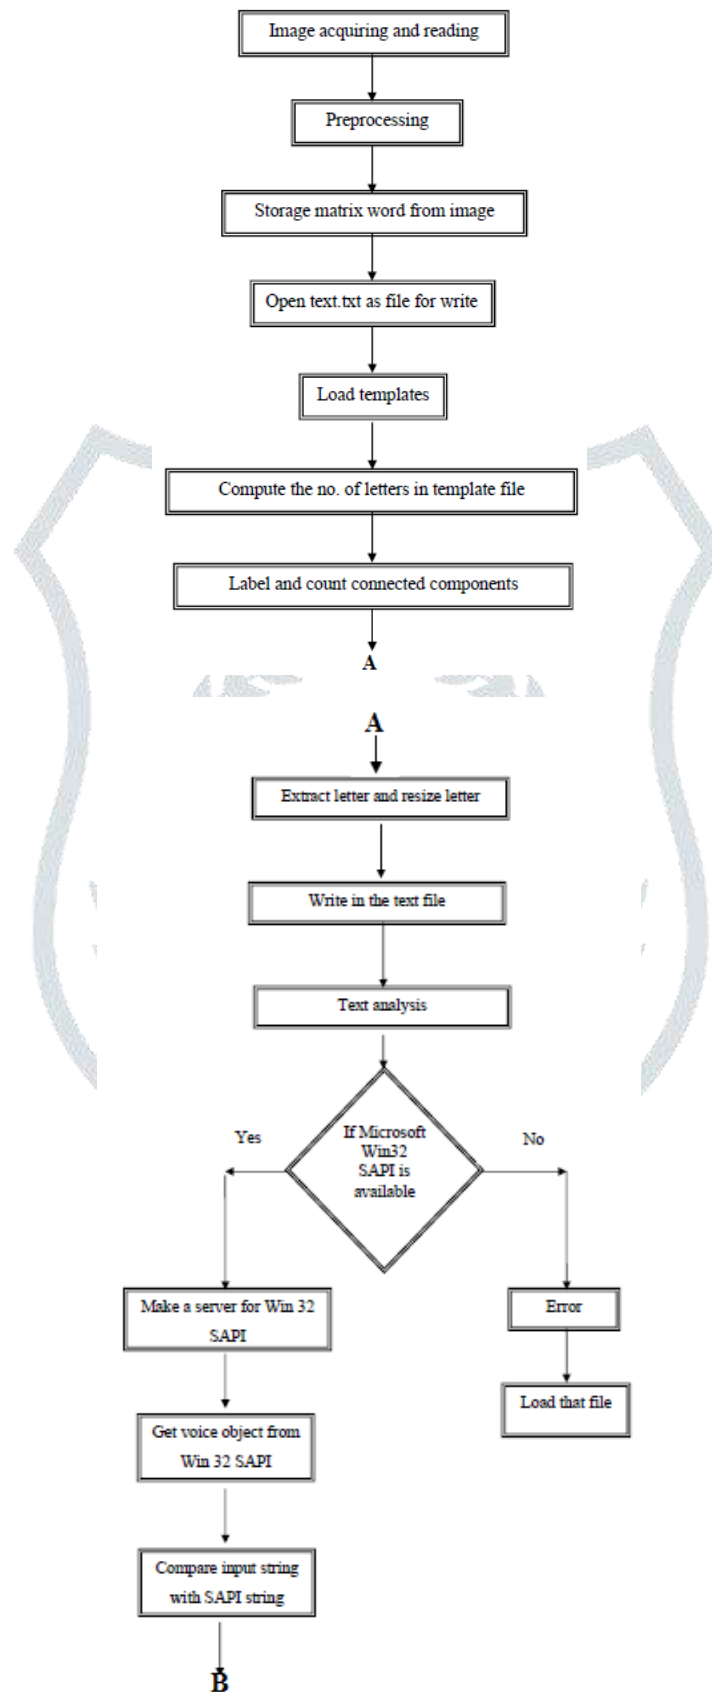 Image acquiring and reading
Preprocessing
Storage matrix word from image
Open text.txt as file for write
Load templates
Compute the no. of letters in template file
Label and count connected components
A
A
Extract letter and resize letter
Write in the text file
Text analysis
If Microsoft
Win32
SAPI is
available
Yes
No
Make a server for Win 32
SAPI
Error
Get voice object from
Win 32 SAPI
Load that file
Compare input string
with SAPI string
B